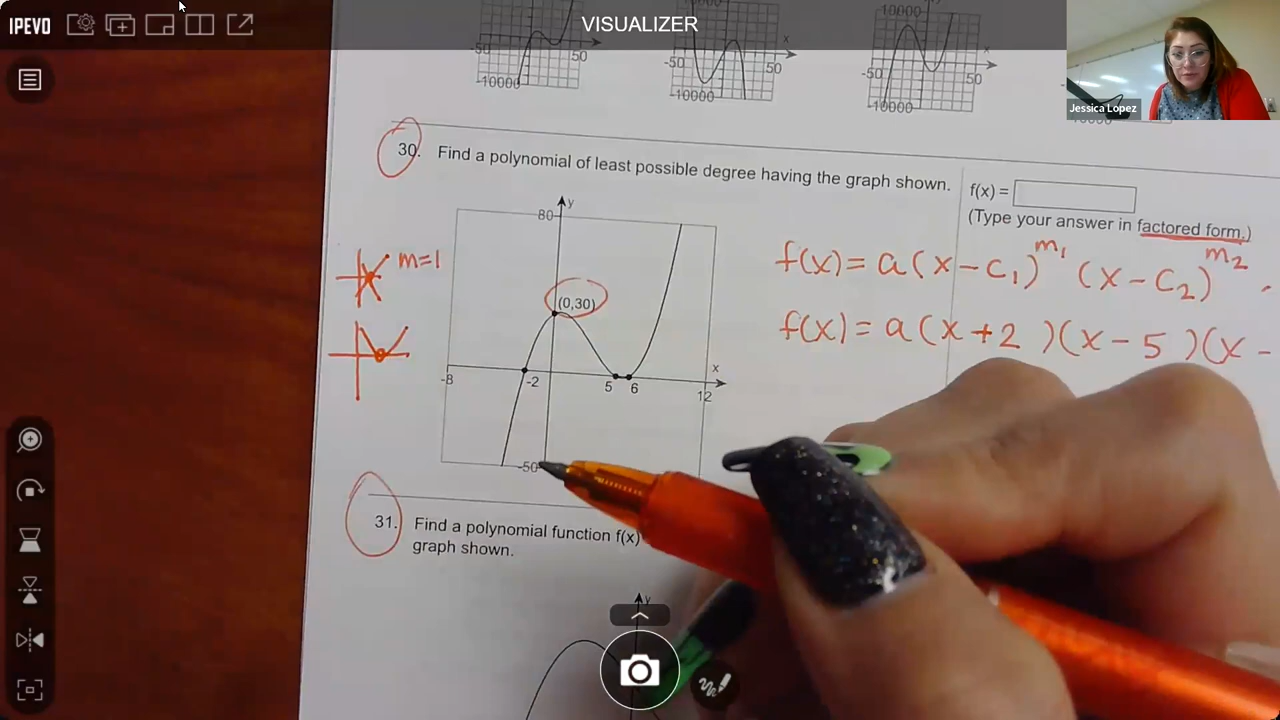 IPEVO
VISUALIZER
10000
-50
50
-10000
x
-50
50
-10000
10000
x
-50
50
-10000
Jessica Lopez
30. Find a polynomial of least possible degree having the graph shown.
f(x) =
(Type your answer in factored form.)
y
80
(0,30)
x
-8
-2
5
6
12
-50
m=1
f(x) = a(x-c₁)^m₁ (x-c₂)^m₂ .
f(x) = a(x+2 )(x-5 )(x-
31. Find a polynomial function f(x)
graph shown.
y